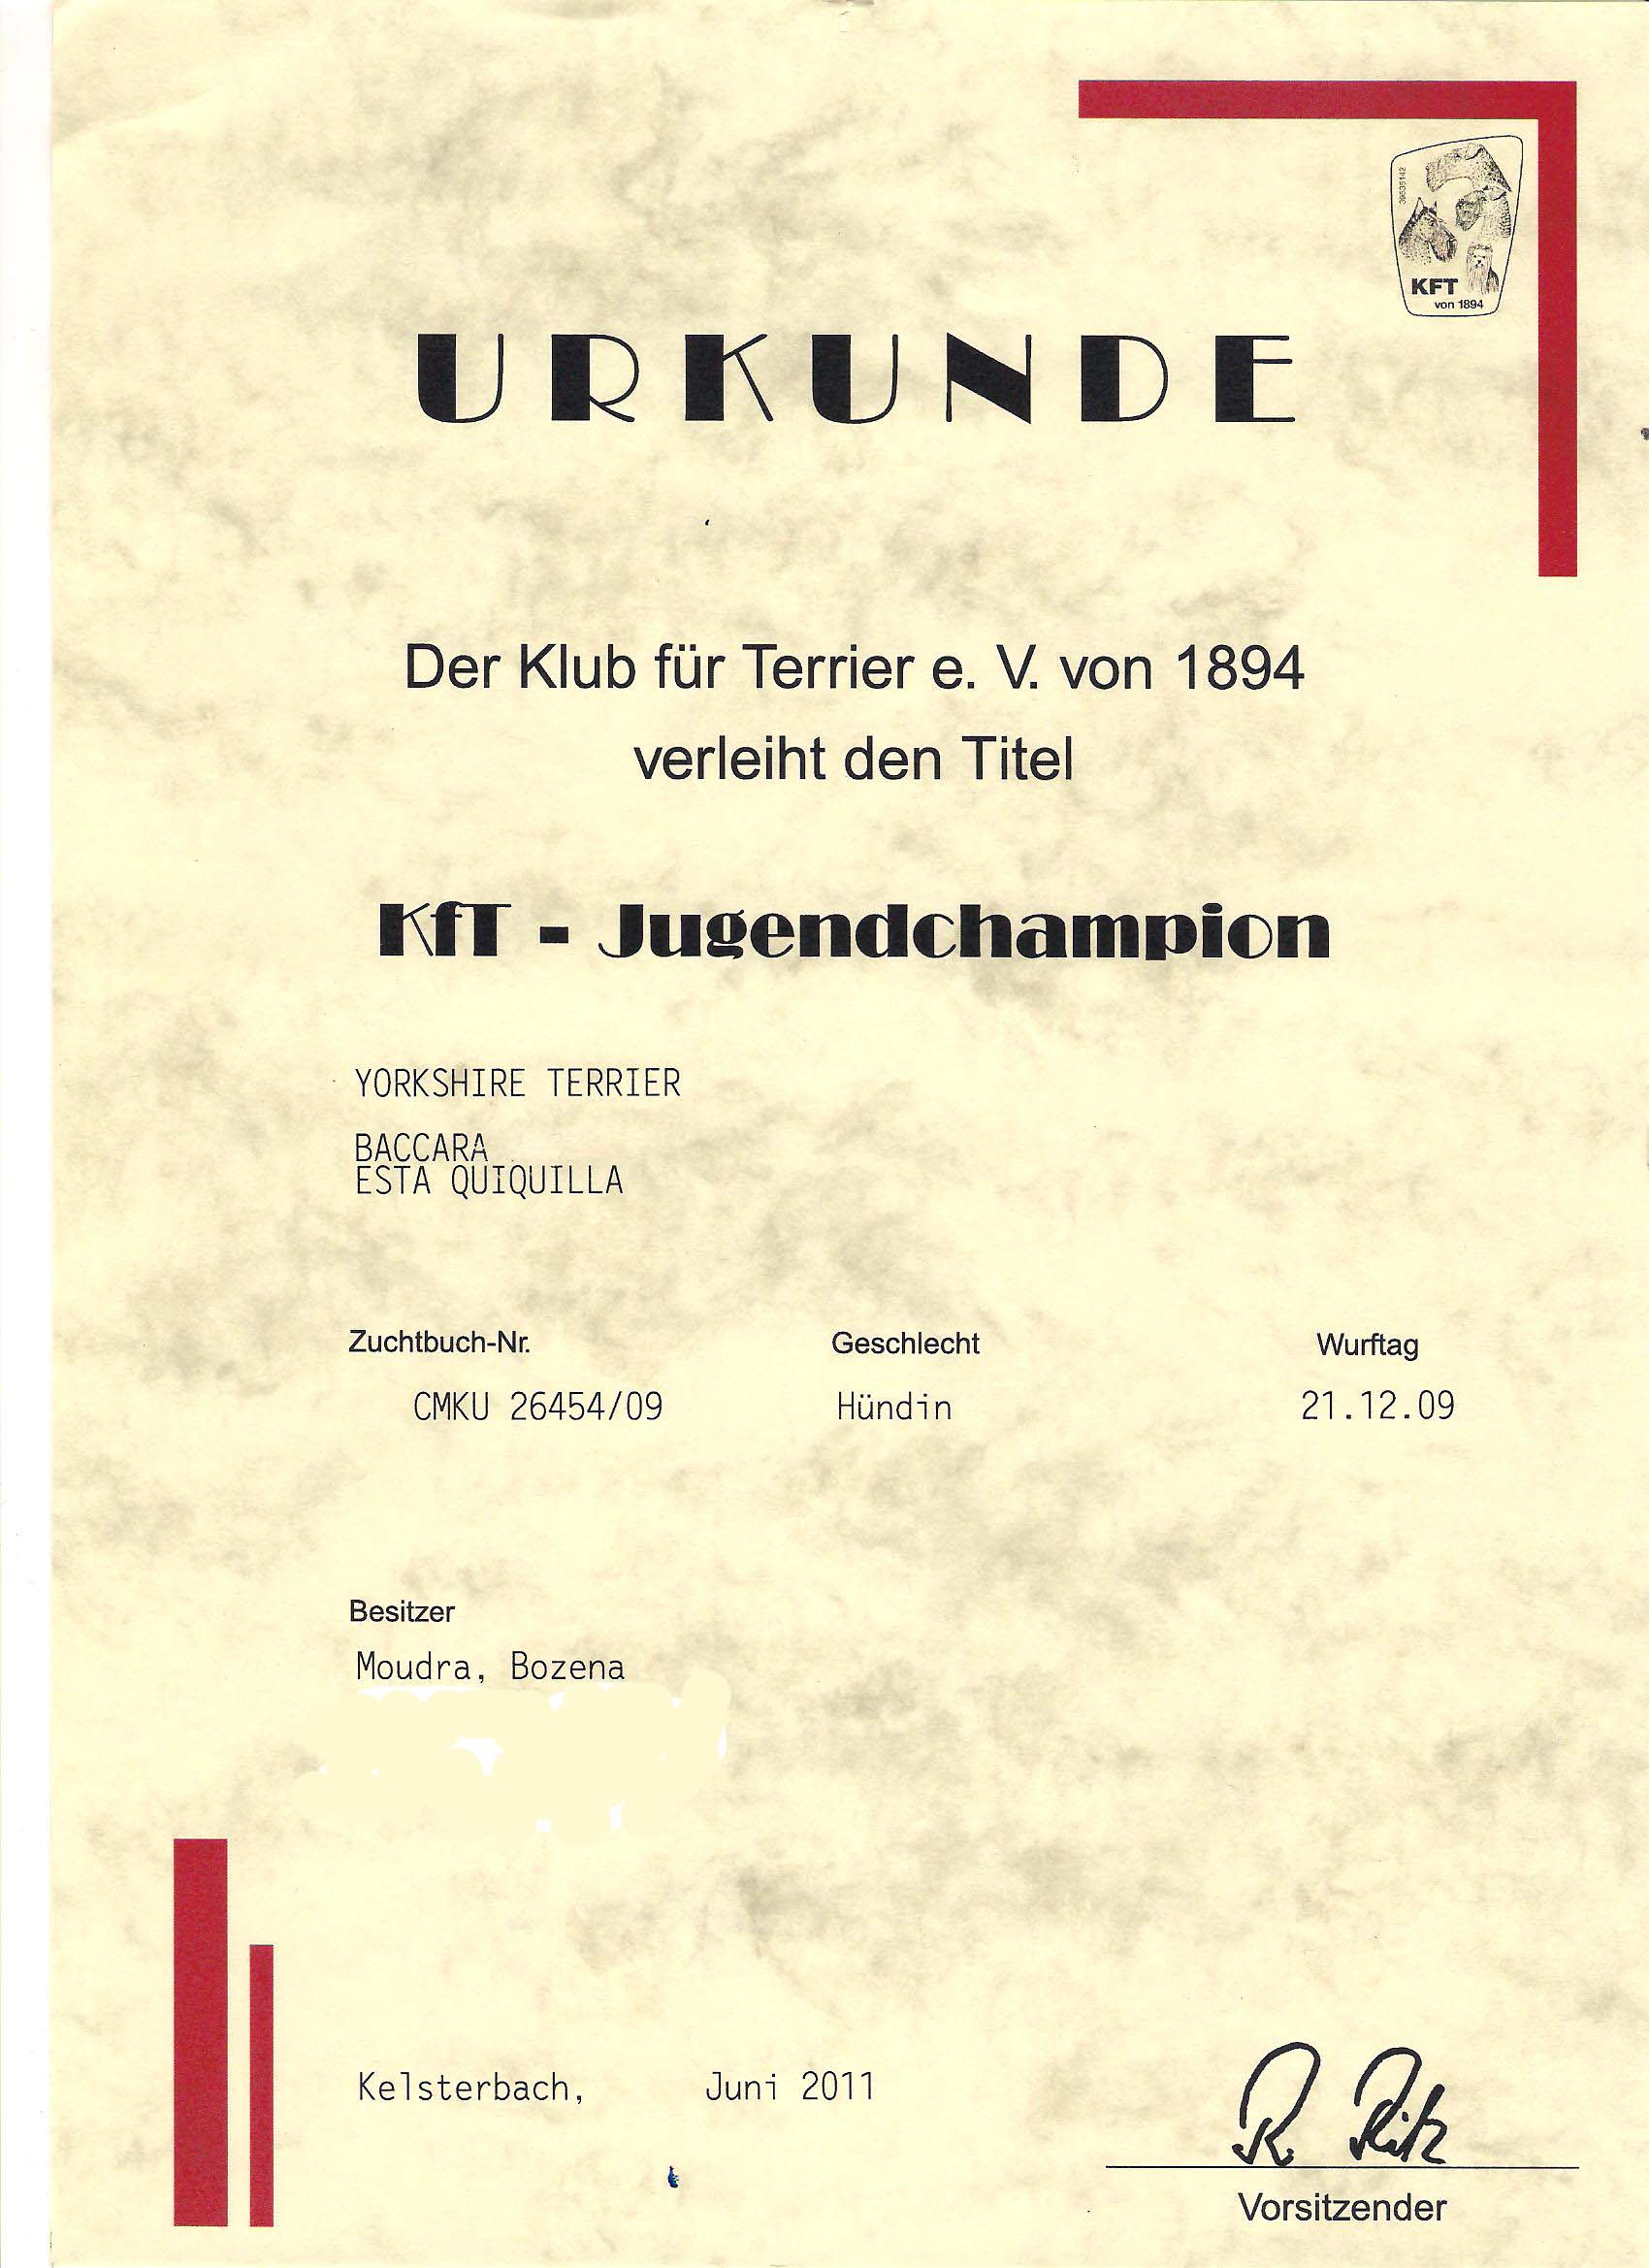 39535142
KFT
von 1894
URKUNDE
Der Klub für Terrier e. V. von 1894
verleiht den Titel
KfT - Jugendchampion
YORKSHIRE TERRIER
BACCARA
ESTA QUIQUILLA
Zuchtbuch-Nr. Geschlecht Wurftag
CMKU 26454/09 Hündin 21.12.09
Besitzer
Moudra, Bozena
Kelsterbach, Juni 2011
R. Ritz
Vorsitzender